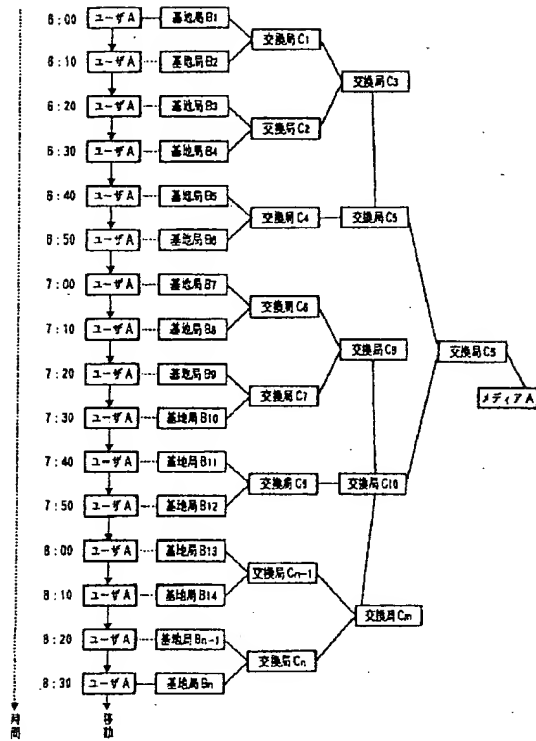 6:00 ユーザA 基地局B1
交換局C1
6:10 ユーザA 基地局B2
交換局C3
6:20 ユーザA 基地局B3
交換局C2
6:30 ユーザA 基地局B4
6:40 ユーザA 基地局B5
交換局C4 交換局C5
6:50 ユーザA 基地局B6
7:00 ユーザA 基地局B7
交換局C6
7:10 ユーザA 基地局B8
交換局C9 交換局
7:20 ユーザA 基地局B9
交換局C7
メディアA
7:30 ユーザA 基地局B10
7:40 ユーザA 基地局B11
交換局 交換局C10
7:50 ユーザA 基地局B12
8:00 ユーザA 基地局B13
交換局Cn-1
8:10 ユーザA 基地局B14
交換局Cm
8:20 ユーザA 基地局Bn-1
交換局Cn
8:30 ユーザA 基地局Bn
時間
移動